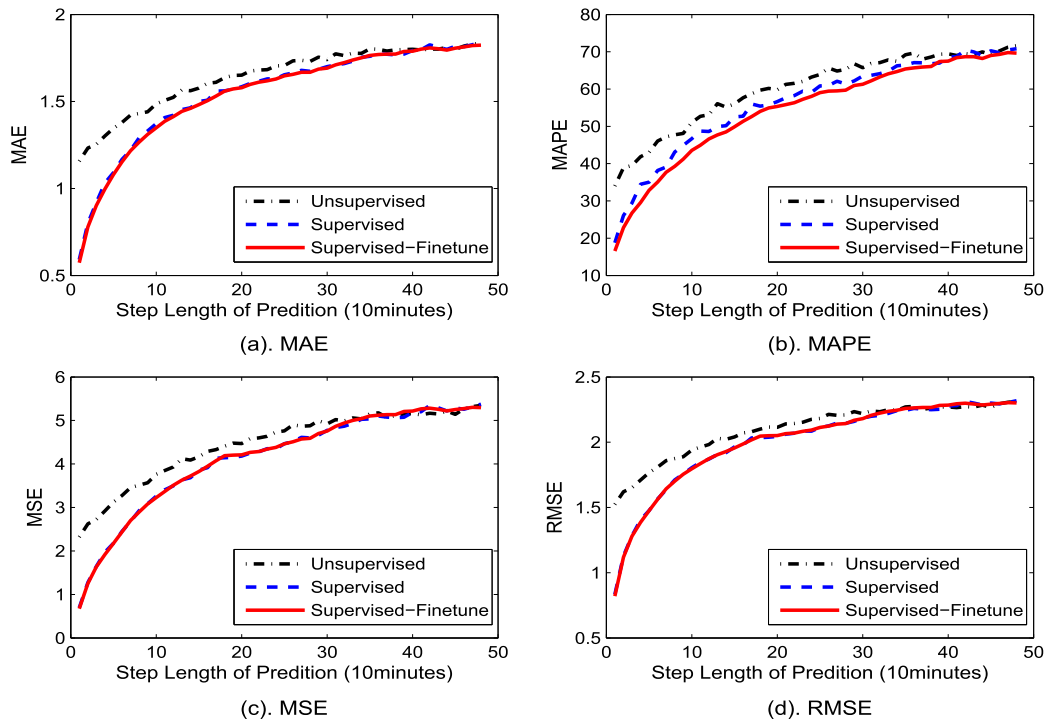 2
1.5
1
0.5
MAE
Unsupervised
Supervised
Supervised−Finetune
0 10 20 30 40 50
Step Length of Predition (10minutes)
(a). MAE
80
70
60
50
40
30
20
10
MAPE
Unsupervised
Supervised
Supervised−Finetune
0 10 20 30 40 50
Step Length of Predition (10minutes)
(b). MAPE
6
5
4
3
2
1
0
MSE
Unsupervised
Supervised
Supervised−Finetune
0 10 20 30 40 50
Step Length of Predition (10minutes)
(c). MSE
2.5
2
1.5
1
0.5
RMSE
Unsupervised
Supervised
Supervised−Finetune
0 10 20 30 40 50
Step Length of Predition (10minutes)
(d). RMSE